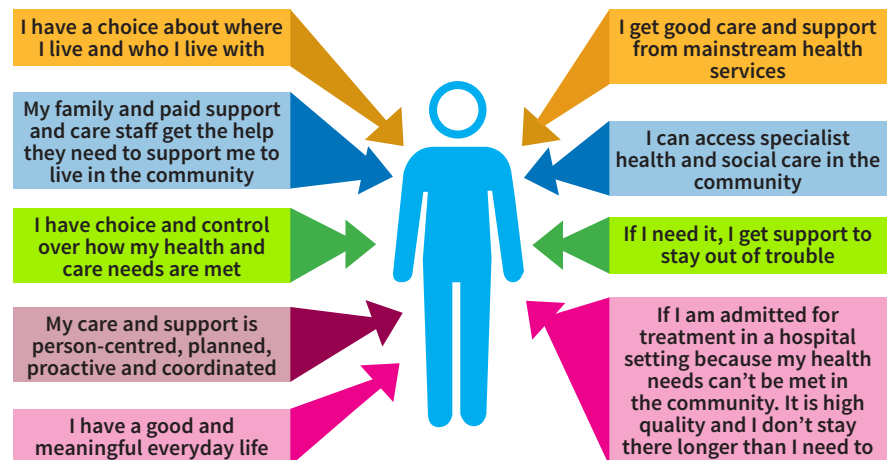 I have a choice about where
I live and who I live with
My family and paid support
and care staff get the help
they need to support me to
live in the community
I have choice and control
over how my health and
care needs are met
My care and support is
person-centred, planned,
proactive and coordinated
I have a good and
meaningful everyday life
I get good care and support
from mainstream health
services
I can access specialist
health and social care in the
community
If I need it, I get support to
stay out of trouble
If I am admitted for
treatment in a hospital
setting because my health
needs can’t be met in
the community. It is high
quality and I don’t stay
there longer than I need to